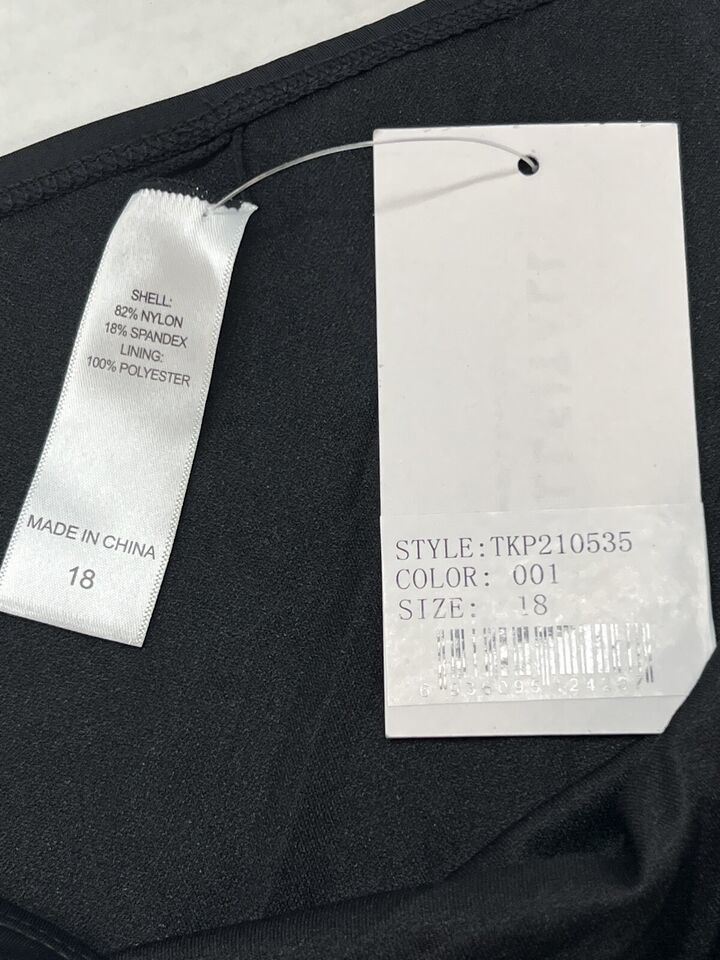 SHELL:
82% NYLON
18% SPANDEX
LINING:
100% POLYESTER
MADE IN CHINA
18
STYLE:TKP210535
COLOR: 001
SIZE: 18